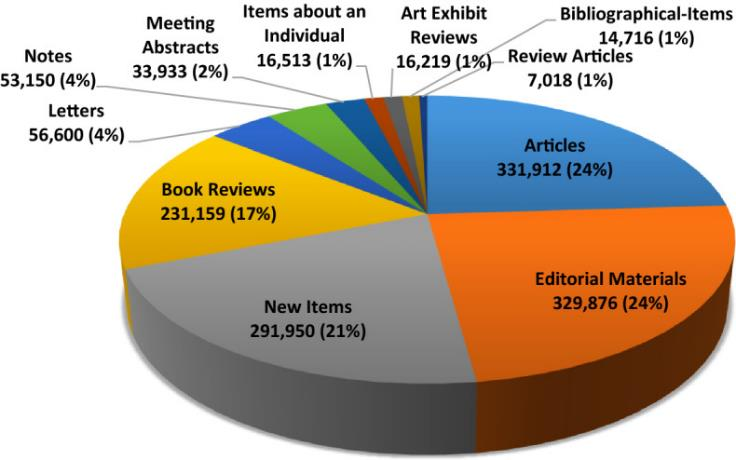 Notes
53,150 (4%)
Letters
56,600 (4%)
Meeting
Abstracts
33,933 (2%)
Items about an
Individual
16,513 (1%)
Art Exhibit
Reviews
16,219 (1%)
Bibliographical-Items
14,716 (1%)
Review Articles
7,018 (1%)
Articles
331,912 (24%)
Book Reviews
231,159 (17%)
Editorial Materials
329,876 (24%)
New Items
291,950 (21%)